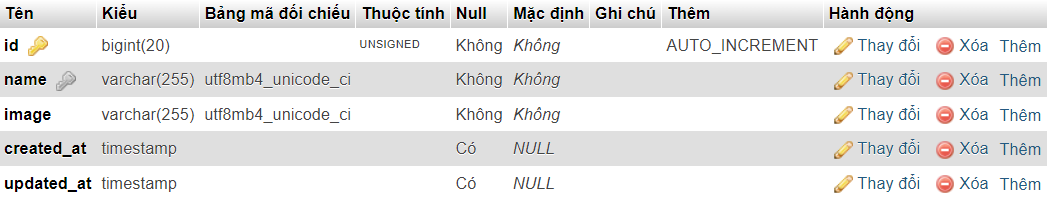 Tên Kiểu Bảng mã đối chiếu Thuộc tính Null Mặc định Ghi chú Thêm Hành động
id bigint(20) UNSIGNED Không Không AUTO_INCREMENT Thay đổi Xóa Thêm
name varchar(255) utf8mb4_unicode_ci Không Không Thay đổi Xóa Thêm
image varchar(255) utf8mb4_unicode_ci Không Không Thay đổi Xóa Thêm
created_at timestamp Có NULL Thay đổi Xóa Thêm
updated_at timestamp Có NULL Thay đổi Xóa Thêm